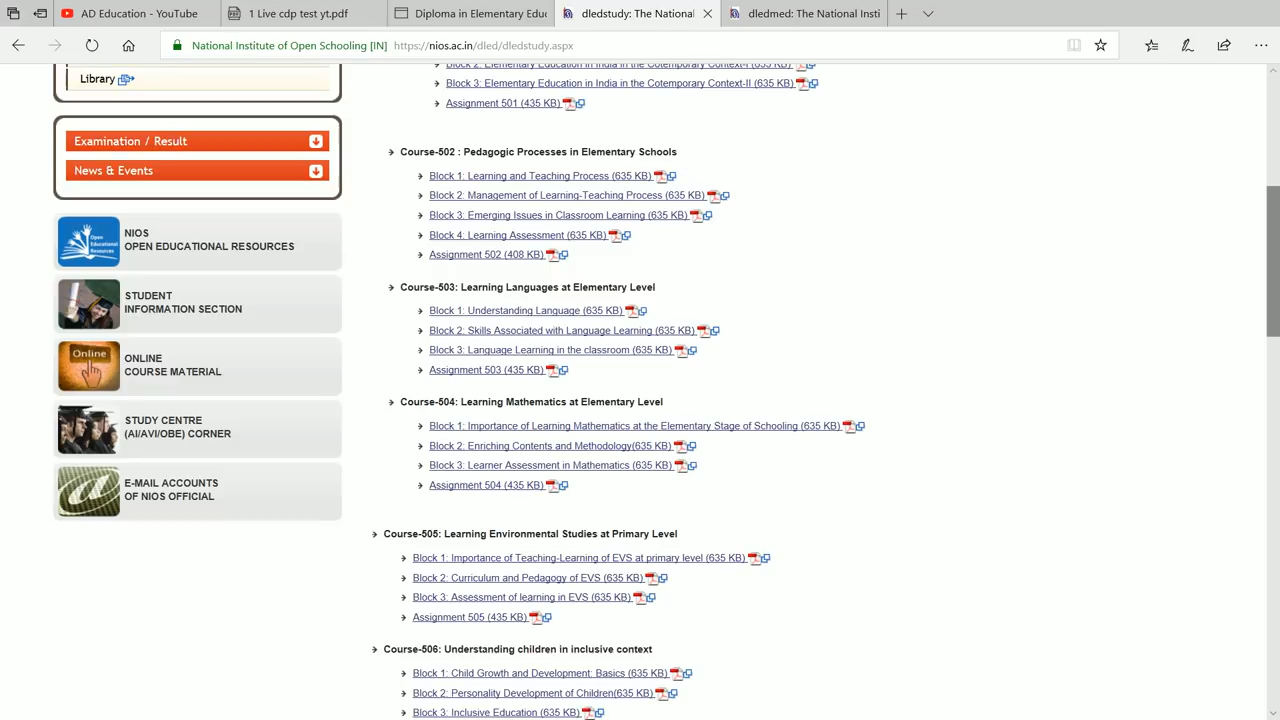 AD Education - YouTube
1 Live cdp test yt.pdf
Diploma in Elementary Educ
dledstudy: The National
dledmed: The National Insti
National Institute of Open Schooling [IN] https://nios.ac.in/dled/dledstudy.aspx
Library
Examination / Result
News & Events
NIOS
OPEN EDUCATIONAL RESOURCES
STUDENT
INFORMATION SECTION
Online
ONLINE
COURSE MATERIAL
STUDY CENTRE
(AI/AVI/OBE) CORNER
E-MAIL ACCOUNTS
OF NIOS OFFICIAL
Block 2: Elementary Education in India in the Cotemporary Context-I (635 KB)
Block 3: Elementary Education in India in the Cotemporary Context-II (635 KB)
Assignment 501 (435 KB)
Course-502 : Pedagogic Processes in Elementary Schools
Block 1: Learning and Teaching Process (635 KB)
Block 2: Management of Learning-Teaching Process (635 KB)
Block 3: Emerging Issues in Classroom Learning (635 KB)
Block 4: Learning Assessment (635 KB)
Assignment 502 (408 KB)
Course-503: Learning Languages at Elementary Level
Block 1: Understanding Language (635 KB)
Block 2: Skills Associated with Language Learning (635 KB)
Block 3: Language Learning in the classroom (635 KB)
Assignment 503 (435 KB)
Course-504: Learning Mathematics at Elementary Level
Block 1: Importance of Learning Mathematics at the Elementary Stage of Schooling (635 KB)
Block 2: Enriching Contents and Methodology(635 KB)
Block 3: Learner Assessment in Mathematics (635 KB)
Assignment 504 (435 KB)
Course-505: Learning Environmental Studies at Primary Level
Block 1: Importance of Teaching-Learning of EVS at primary level (635 KB)
Block 2: Curriculum and Pedagogy of EVS (635 KB)
Block 3: Assessment of learning in EVS (635 KB)
Assignment 505 (435 KB)
Course-506: Understanding children in inclusive context
Block 1: Child Growth and Development: Basics (635 KB)
Block 2: Personality Development of Children(635 KB)
Block 3: Inclusive Education (635 KB)